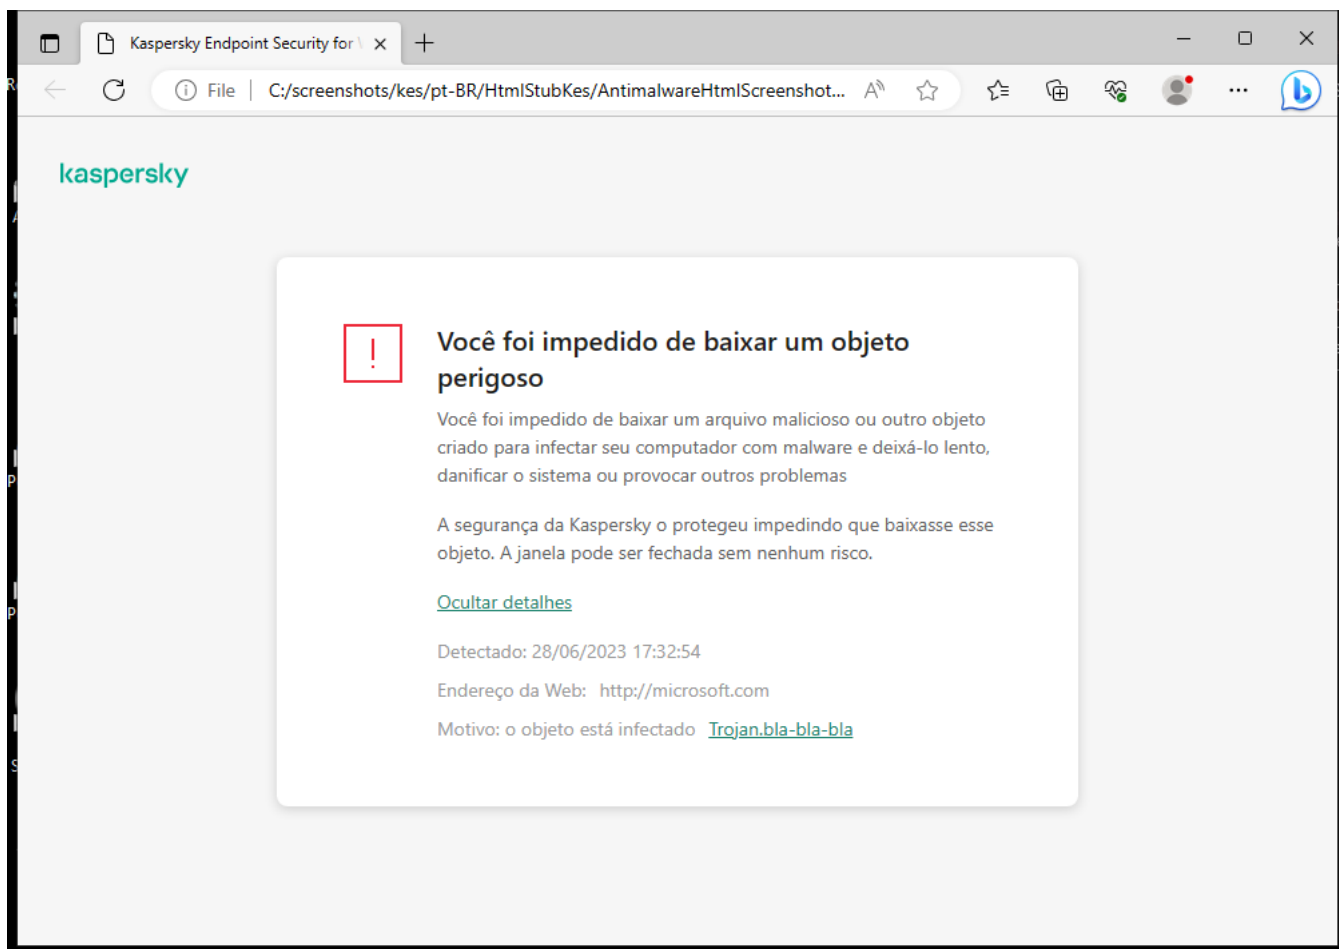 Kaspersky Endpoint Security for
File
C:/screenshots/kes/pt-BR/HtmlStubKes/AntimalwareHtmlScreenshot...
kaspersky
!
Você foi impedido de baixar um objeto
perigoso
Você foi impedido de baixar um arquivo malicioso ou outro objeto
criado para infectar seu computador com malware e deixá-lo lento,
danificar o sistema ou provocar outros problemas
A segurança da Kaspersky o protegeu impedindo que baixasse esse
objeto. A janela pode ser fechada sem nenhum risco.
Ocultar detalhes
Detectado: 28/06/2023 17:32:54
Endereço da Web: http://microsoft.com
Motivo: o objeto está infectado Trojan.bla-bla-bla